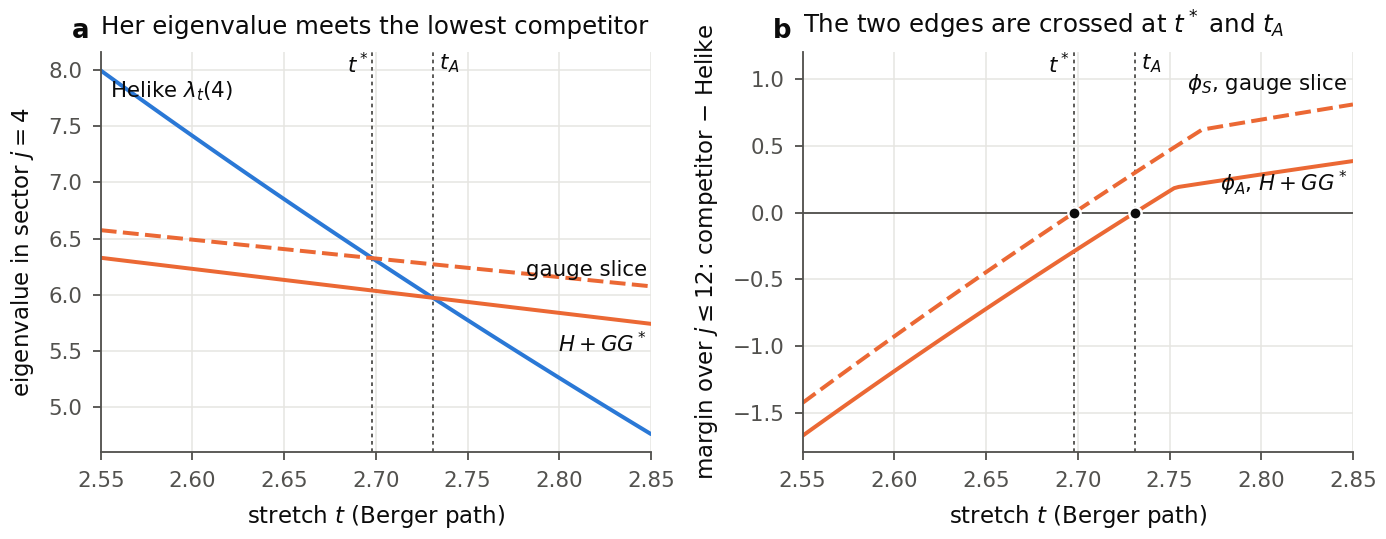 a Her eigenvalue meets the lowest competitor
eigenvalue in sector j = 4
8.0
7.5
7.0
6.5
6.0
5.5
5.0
t*
t_A
Helike λ_t(4)
gauge slice
H + GG*
2.55 2.60 2.65 2.70 2.75 2.80 2.85
stretch t (Berger path)
b The two edges are crossed at t* and t_A
margin over j ≤ 12: competitor − Helike
1.0
0.5
0.0
−0.5
−1.0
−1.5
t*
t_A
ϕ_S, gauge slice
ϕ_A, H + GG*
2.55 2.60 2.65 2.70 2.75 2.80 2.85
stretch t (Berger path)